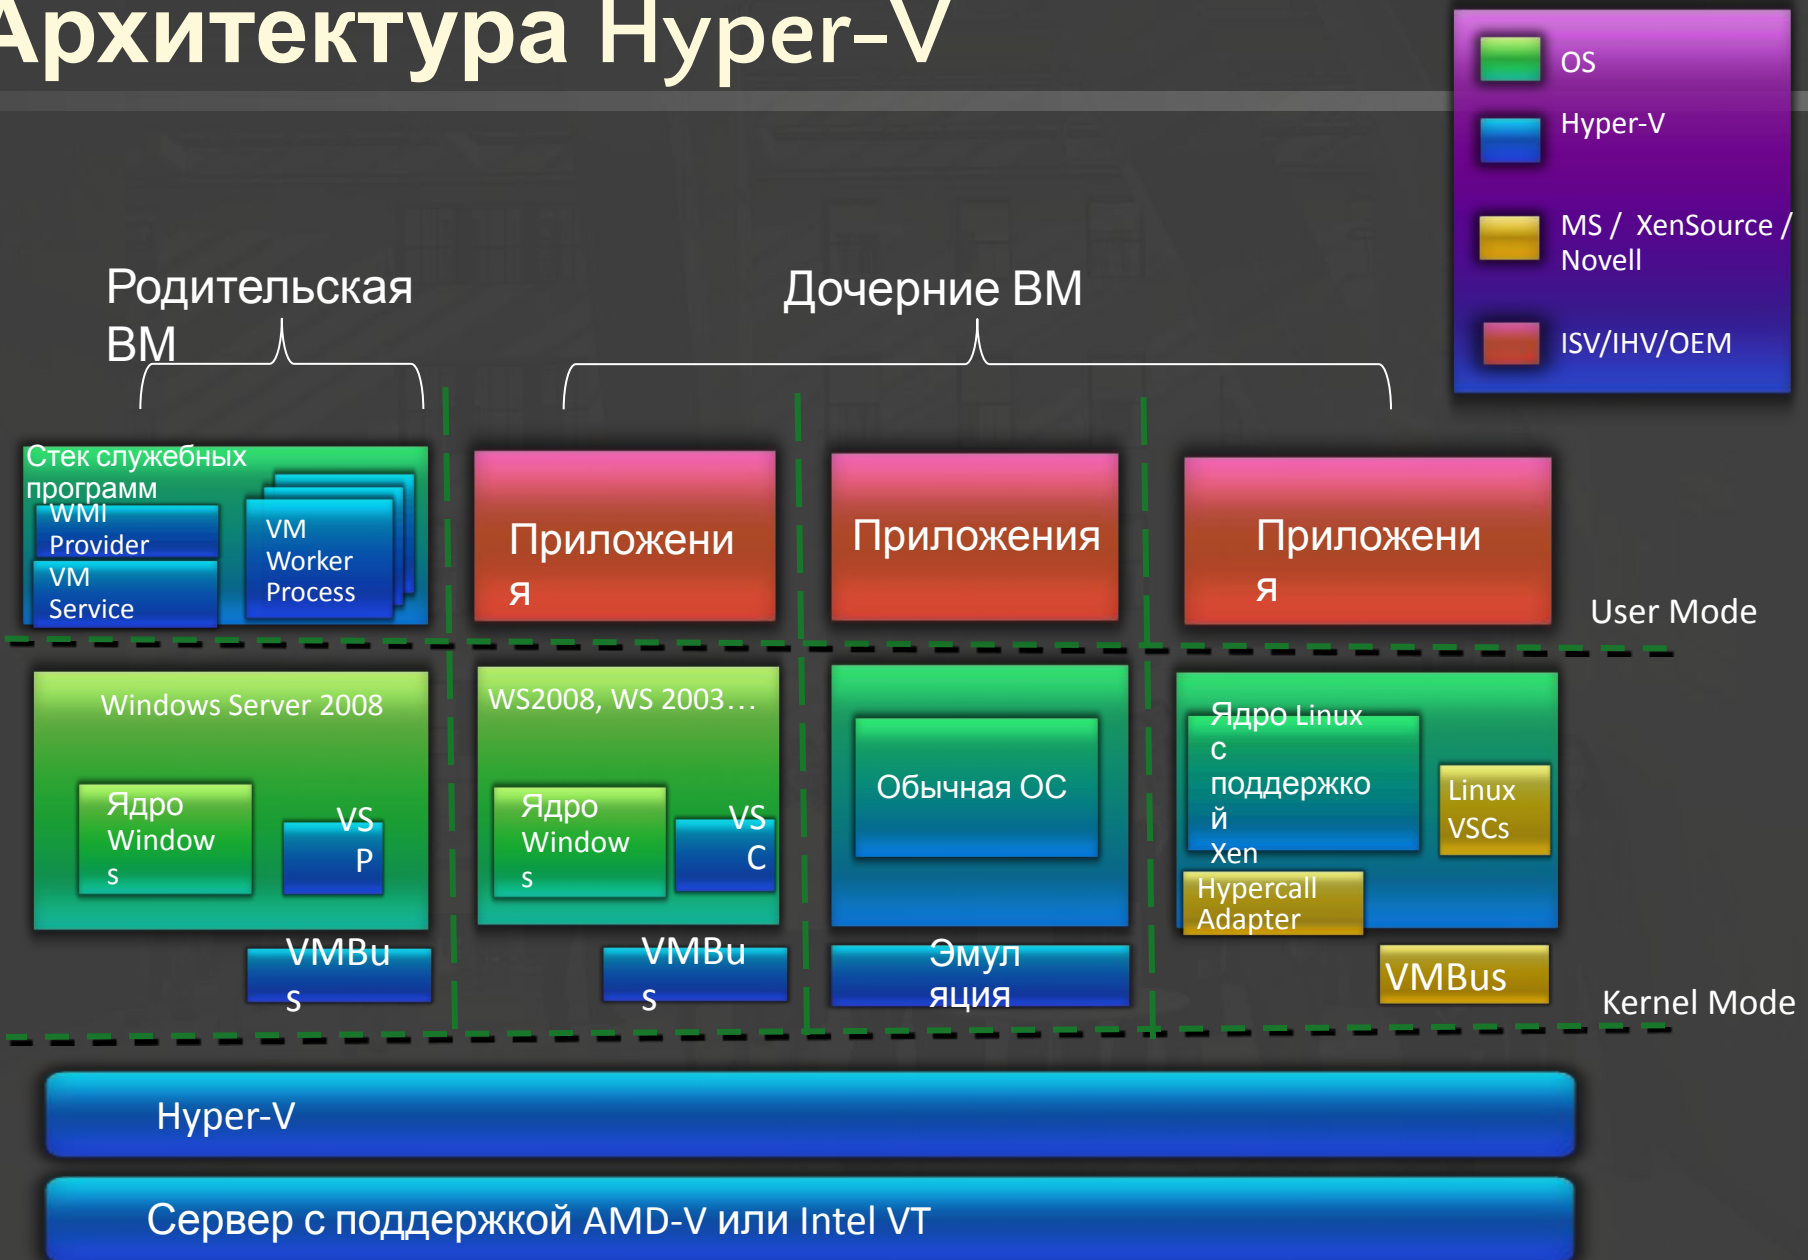 Архитектура Hyper-V
OS
Hyper-V
MS / XenSource /
Novell
ISV/IHV/OEM
Родительская
ВМ
Дочерние ВМ
Стек служебных
программ
WMI
Provider
VM
Service
VM
Worker
Process
Приложени
я
Приложения
Приложени
я
User Mode
Windows Server 2008
Ядро
Window
s
VS
P
WS2008, WS 2003...
Ядро
Window
s
VS
C
Обычная ОС
Ядро Linux
с
поддержко
й
Xen
Linux
VSCs
Hypercall
Adapter
VMBu
s
VMBu
s
Эмул
яция
VMBus
Kernel Mode
Hyper-V
Сервер с поддержкой AMD-V или Intel VT